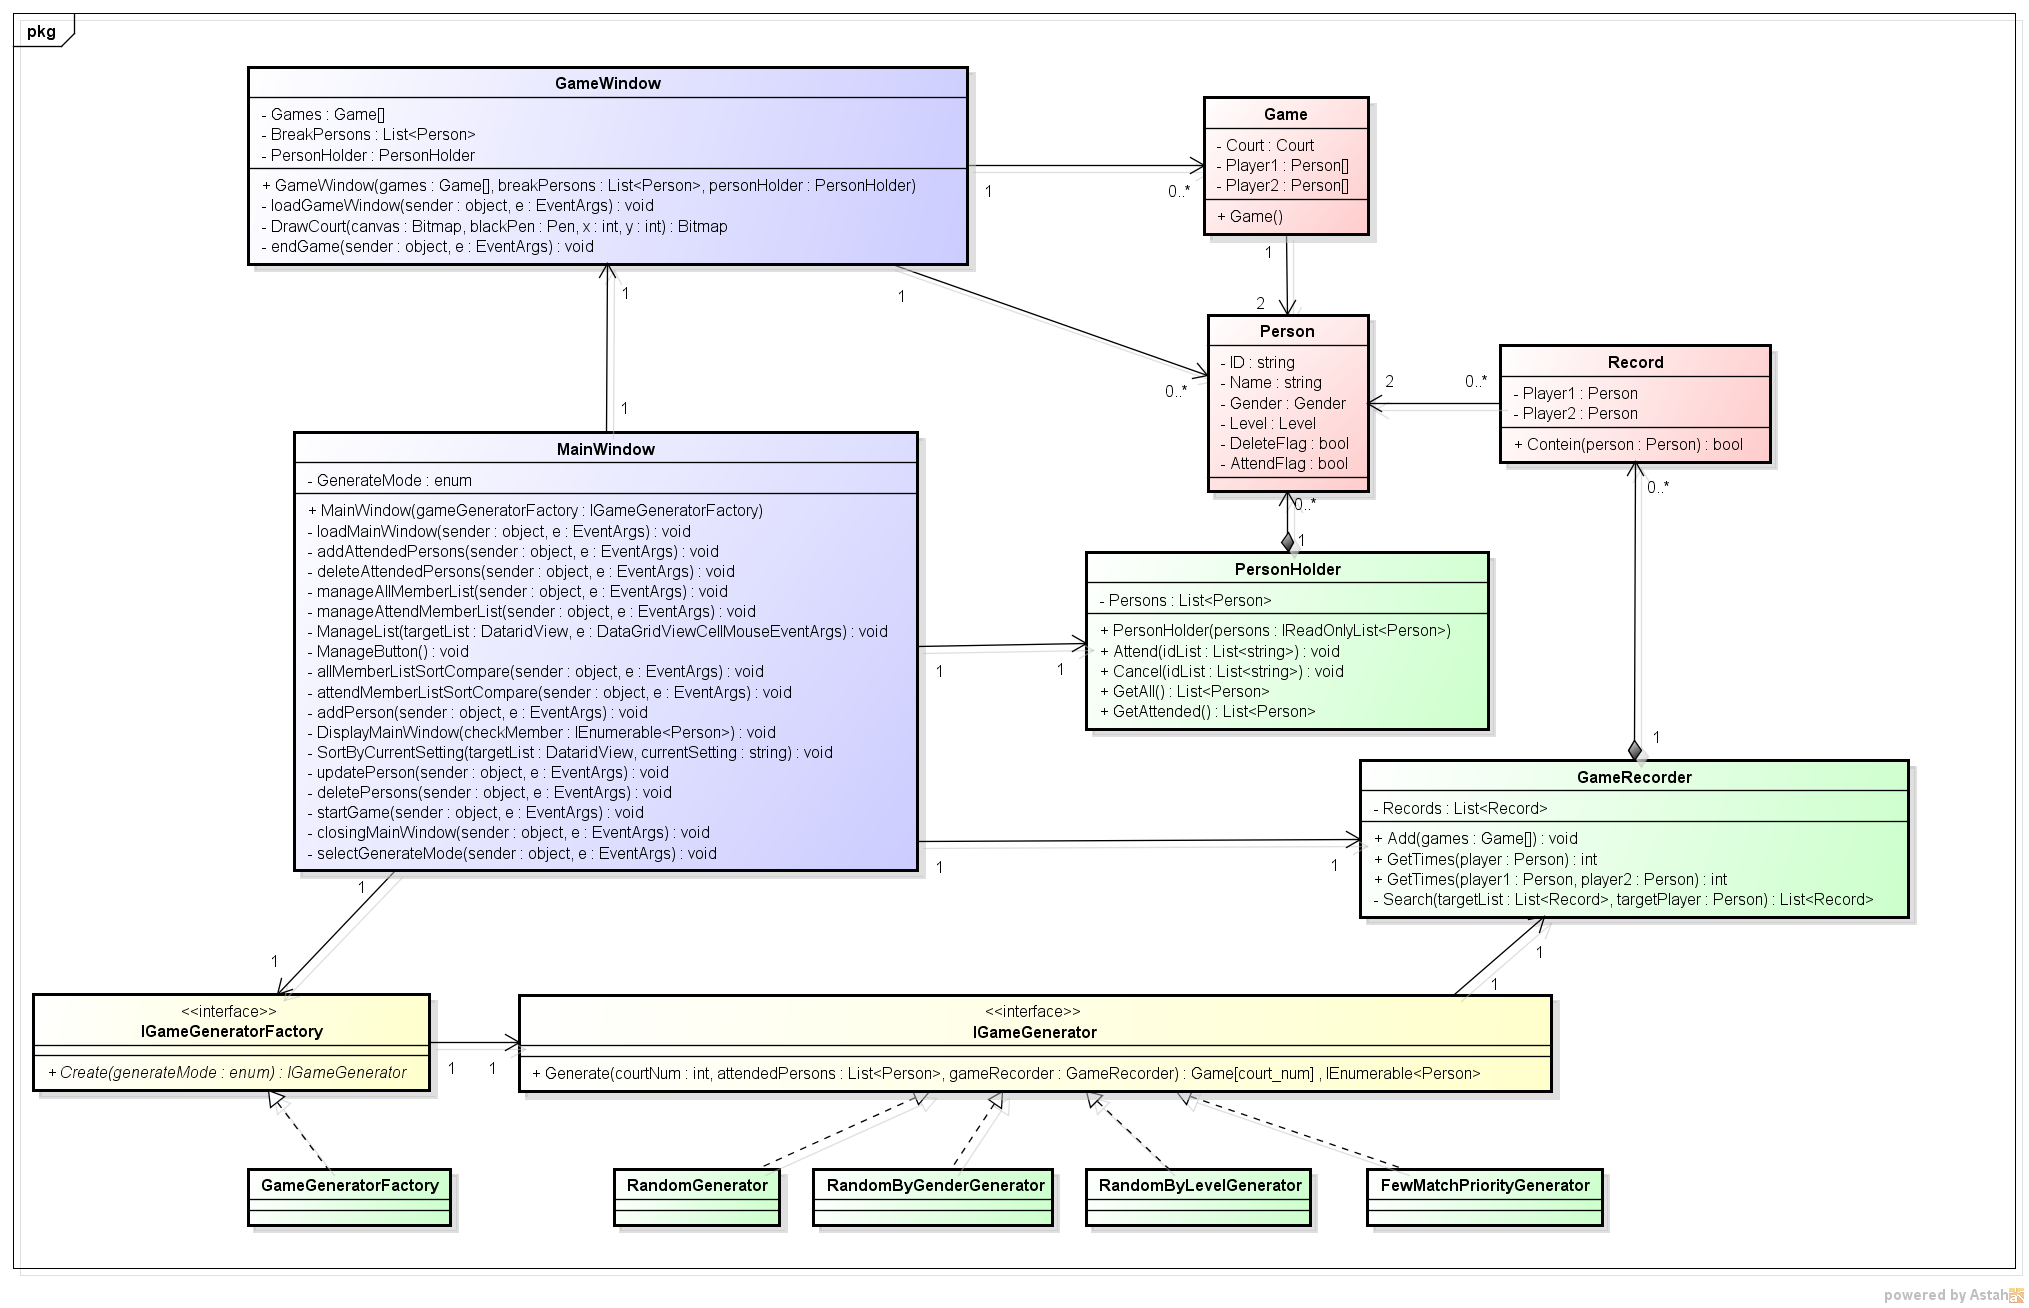 pkg
GameWindow
- Games : Game[]
- BreakPersons : List<Person>
- PersonHolder : PersonHolder
+ GameWindow(games : Game[], breakPersons : List<Person>, personHolder : PersonHolder)
- loadGameWindow(sender : object, e : EventArgs) : void
- DrawCourt(canvas : Bitmap, blackPen : Pen, x : int, y : int) : Bitmap
- endGame(sender : object, e : EventArgs) : void
1
0..*
Game
- Court : Court
- Player1 : Person[]
- Player2 : Person[]
+ Game()
1
2
1
0..*
1
1
Person
- ID : string
- Name : string
- Gender : Gender
- Level : Level
- DeleteFlag : bool
- AttendFlag : bool
2
0..*
Record
- Player1 : Person
- Player2 : Person
+ Contein(person : Person) : bool
0..*
1
0..*
1
MainWindow
- GenerateMode : enum
+ MainWindow(gameGeneratorFactory : IGameGeneratorFactory)
- loadMainWindow(sender : object, e : EventArgs) : void
- addAttendedPersons(sender : object, e : EventArgs) : void
- deleteAttendedPersons(sender : object, e : EventArgs) : void
- manageAllMemberList(sender : object, e : EventArgs) : void
- manageAttendMemberList(sender : object, e : EventArgs) : void
- ManageList(targetList : DataridView, e : DataGridViewCellMouseEventArgs) : void
- ManageButton() : void
- allMemberListSortCompare(sender : object, e : EventArgs) : void
- attendMemberListSortCompare(sender : object, e : EventArgs) : void
- addPerson(sender : object, e : EventArgs) : void
- DisplayMainWindow(checkMember : IEnumerable<Person>) : void
- SortByCurrentSetting(targetList : DataridView, currentSetting : string) : void
- updatePerson(sender : object, e : EventArgs) : void
- deletePersons(sender : object, e : EventArgs) : void
- startGame(sender : object, e : EventArgs) : void
- closingMainWindow(sender : object, e : EventArgs) : void
- selectGenerateMode(sender : object, e : EventArgs) : void
1
1
PersonHolder
- Persons : List<Person>
+ PersonHolder(persons : IReadOnlyList<Person>)
+ Attend(idList : List<string>) : void
+ Cancel(idList : List<string>) : void
+ GetAll() : List<Person>
+ GetAttended() : List<Person>
1
1
GameRecorder
- Records : List<Record>
+ Add(games : Game[]) : void
+ GetTimes(player : Person) : int
+ GetTimes(player1 : Person, player2 : Person) : int
- Search(targetList : List<Record>, targetPlayer : Person) : List<Record>
1
1
1
1
<<interface>>
IGameGeneratorFactory
+ Create(generateMode : enum) : IGameGenerator
1
1
<<interface>>
IGameGenerator
+ Generate(courtNum : int, attendedPersons : List<Person>, gameRecorder : GameRecorder) : Game[court_num] , IEnumerable<Person>
GameGeneratorFactory
RandomGenerator
RandomByGenderGenerator
RandomByLevelGenerator
FewMatchPriorityGenerator
powered by Astah